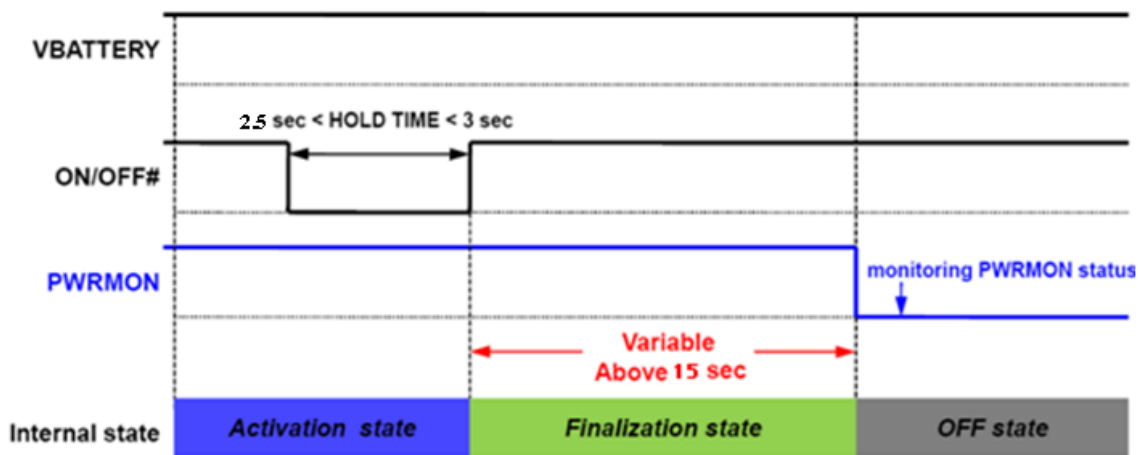 VBATTERY
2.5 sec < HOLD TIME < 3 sec
ON/OFF#
PWRMON
monitoring PWRMON status
Variable
Above 15 sec
Internal state
Activation state
Finalization state
OFF state